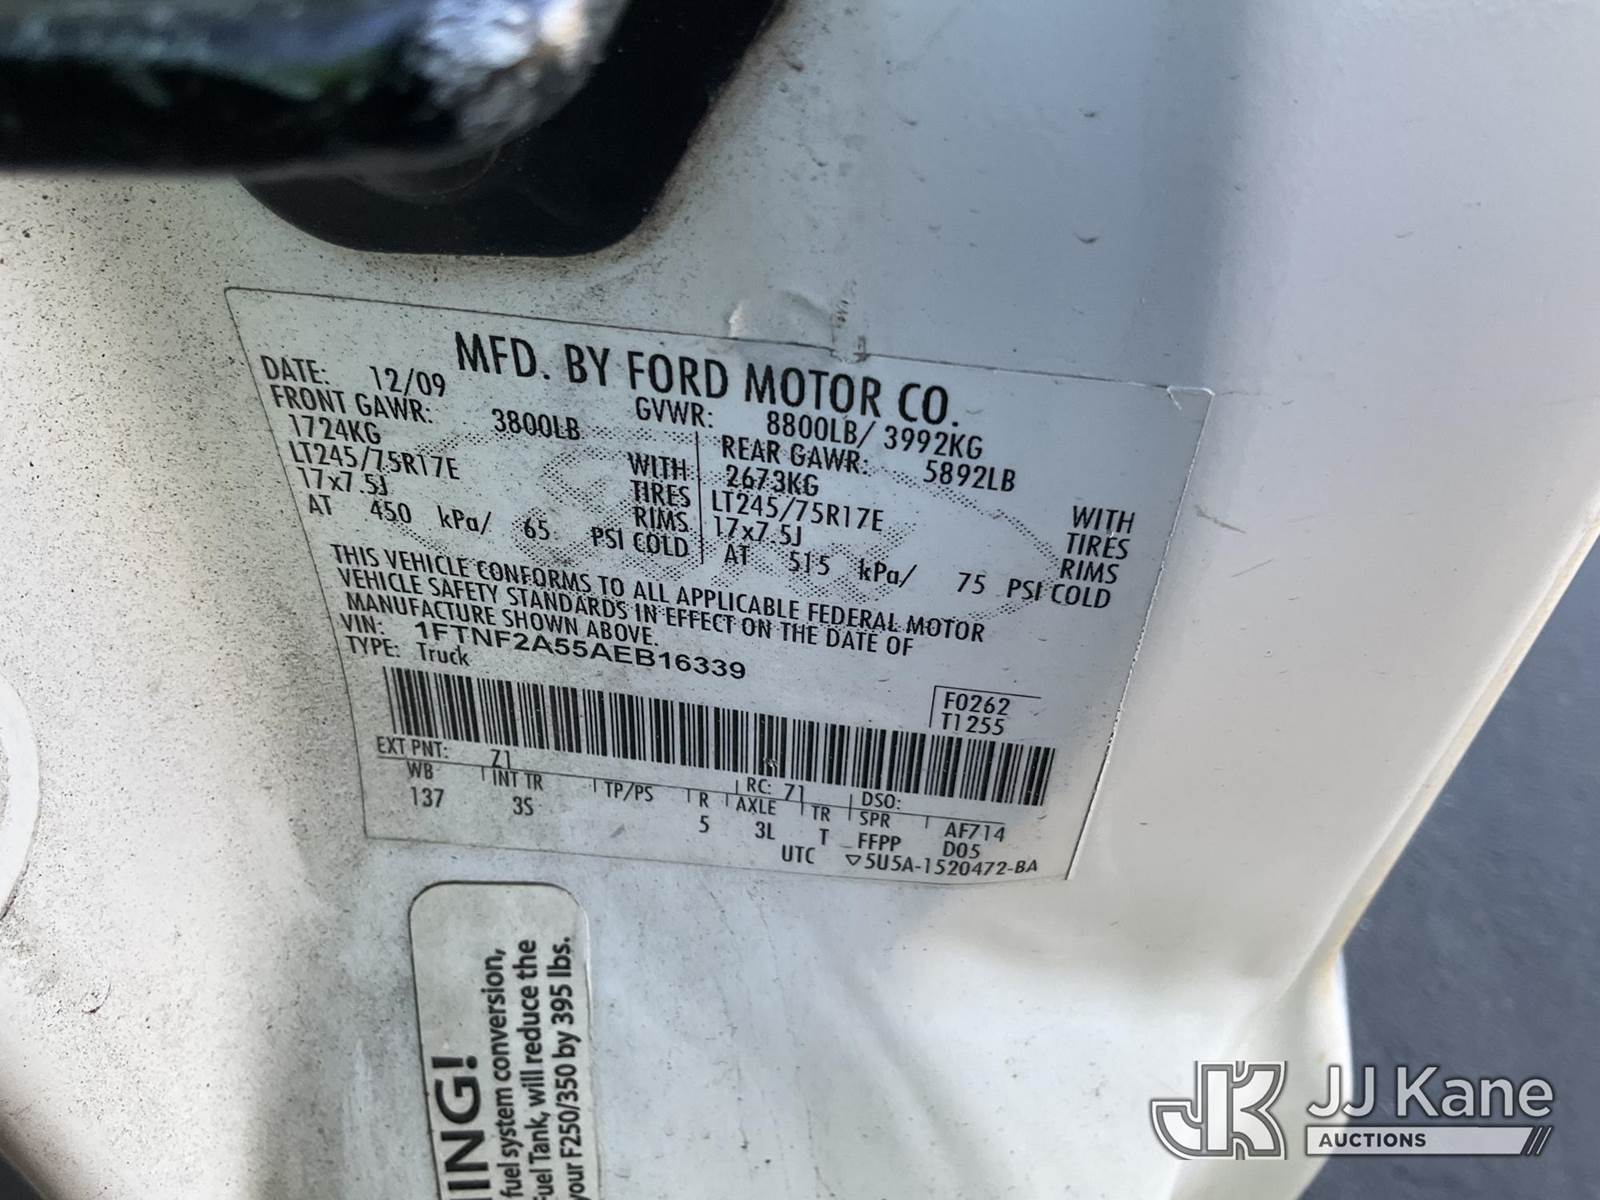 MFD. BY FORD MOTOR CO.
DATE: 12/09 GVWR: 8800LB/ 3992KG
FRONT GAWR: 3800LB REAR GAWR: 5892LB
1724KG WITH 2673KG WITH
LT245/75R17E TIRES LT245/75R17E TIRES
17x7.5J RIMS 17x7.5J RIMS
AT 450 kPa/ 65 PSI COLD AT 515 kPa/ 75 PSI COLD
THIS VEHICLE CONFORMS TO ALL APPLICABLE FEDERAL MOTOR
VEHICLE SAFETY STANDARDS IN EFFECT ON THE DATE OF
MANUFACTURE SHOWN ABOVE.
VIN: 1FTNF2A55AEB16339
TYPE: Truck
F0262
T1255
EXT PNT: Z1 RC: 71 DSO:
WB INT TR TP/PS R AXLE TR SPR AF714
137 3S 5 3L T FFPP D05
UTC ▽5U5A-1520472-BA
NING!
fuel system conversion,
Fuel Tank, will reduce the
your F250/350 by 395 lbs.
JK JJ Kane
AUCTIONS